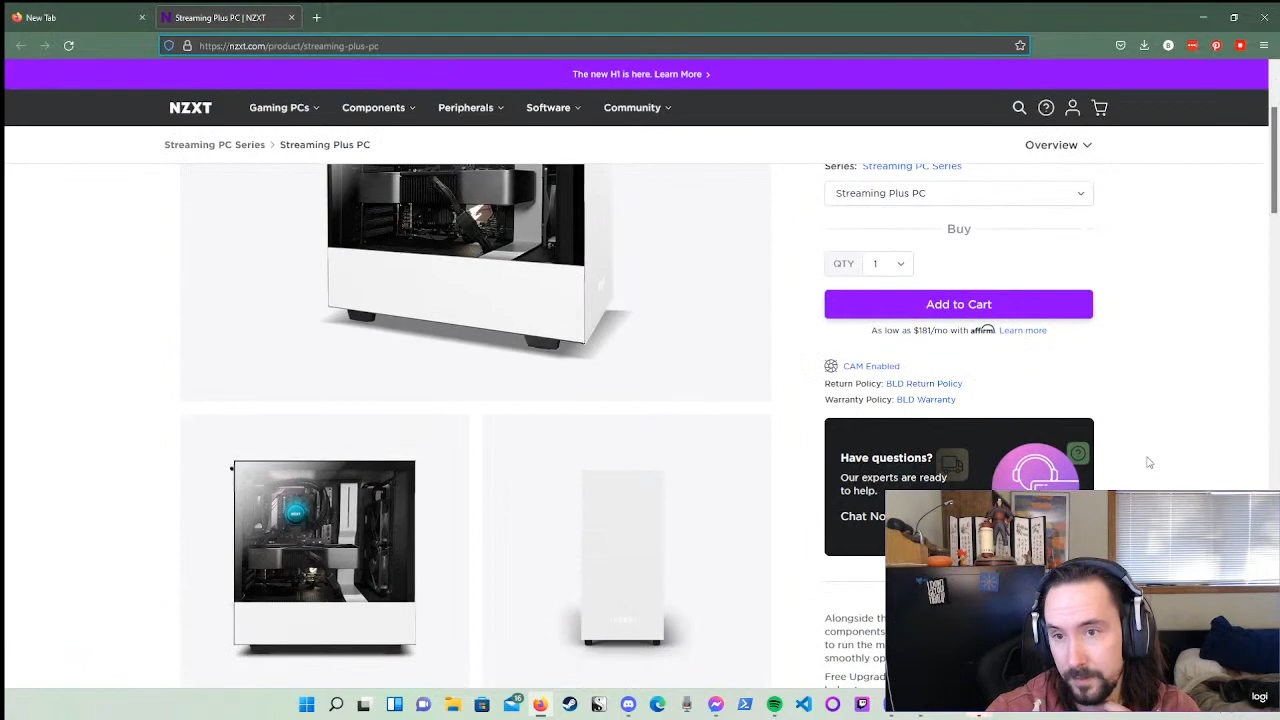 New Tab
Streaming Plus PC | NZXT
https://nzxt.com/product/streaming-plus-pc
The new H1 is here. Learn More
NZXT
Gaming PCs
Components
Peripherals
Software
Community
Streaming PC Series > Streaming Plus PC
Overview
Series: Streaming PC Series
Streaming Plus PC
Buy
QTY 1
Add to Cart
As low as $181/mo with affirm Learn more
CAM Enabled
Return Policy: BLD Return Policy
Warranty Policy: BLD Warranty
Have questions?
Our experts are ready
to help.
Chat
NZXT
Alongside
components
to run the
smoothly
Free
16
logi